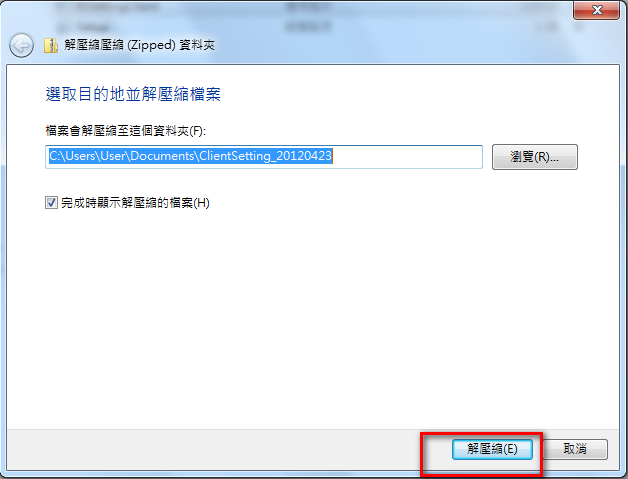 解壓縮壓縮 (Zipped) 資料夾
選取目的地並解壓縮檔案
檔案會解壓縮至這個資料夾(F):
C:\Users\User\Documents\ClientSetting_20120423
瀏覽(R)...
完成時顯示解壓縮的檔案(H)
解壓縮(E)
取消